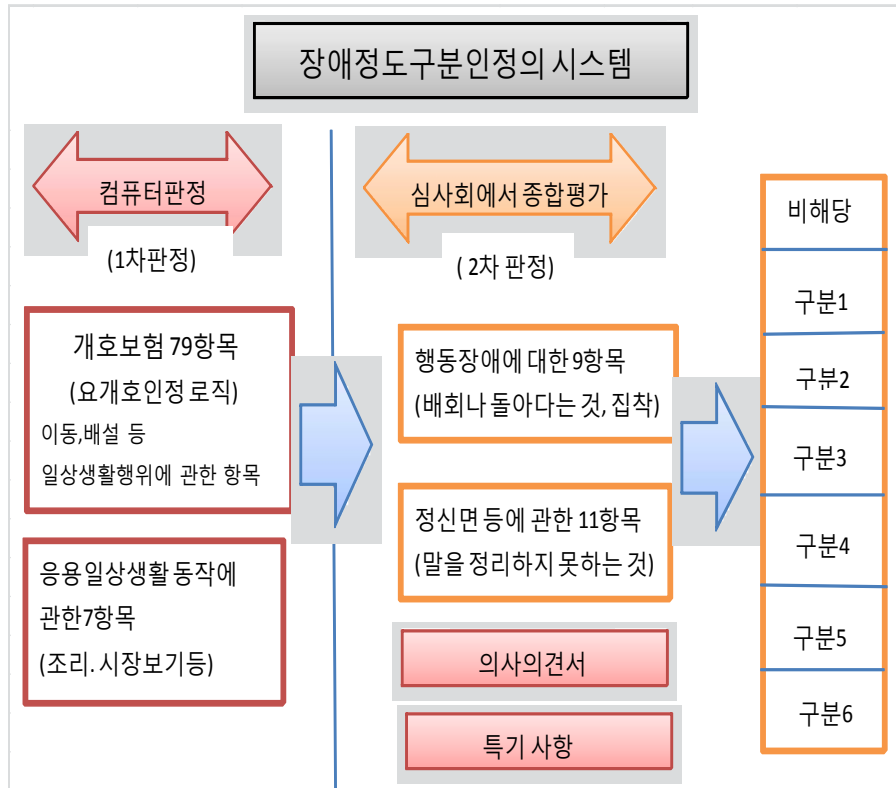 장애정도구분인정의 시스템
컴퓨터판정
(1차판정)
개호보험 79항목
(요개호인정 로직)
이동,배설 등
일상생활행위에 관한 항목
응용일상생활 동작에
관한7항목
(조리. 시장보기등)
심사회에서 종합평가
( 2차 판정)
행동장애에 대한 9항목
(배회나 돌아다는 것, 집착)
정신면 등에 관한 11항목
(말을 정리하지 못하는 것)
의사의견서
특기 사항
비해당
구분1
구분2
구분3
구분4
구분5
구분6